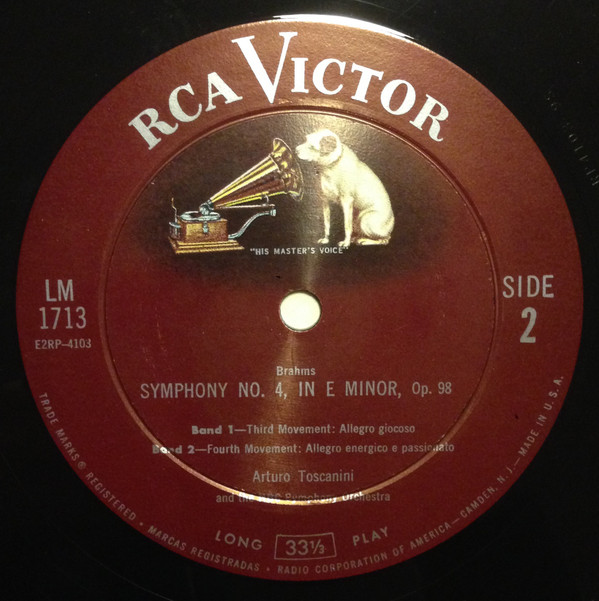 RCA VICTOR
"HIS MASTER'S VOICE"
LM
1713
E2RP-4103
SIDE
2
Brahms
SYMPHONY NO. 4, IN E MINOR, Op. 98
Band 1—Third Movement: Allegro giocoso
Band 2—Fourth Movement: Allegro energico e passionato
Arturo Toscanini
and the NBC Symphony Orchestra
LONG 33⅓ PLAY
TRADE MARKS ® REGISTERED • MARCAS REGISTRADAS • RADIO CORPORATION OF AMERICA—CAMDEN, N. J.—MADE IN U. S. A.